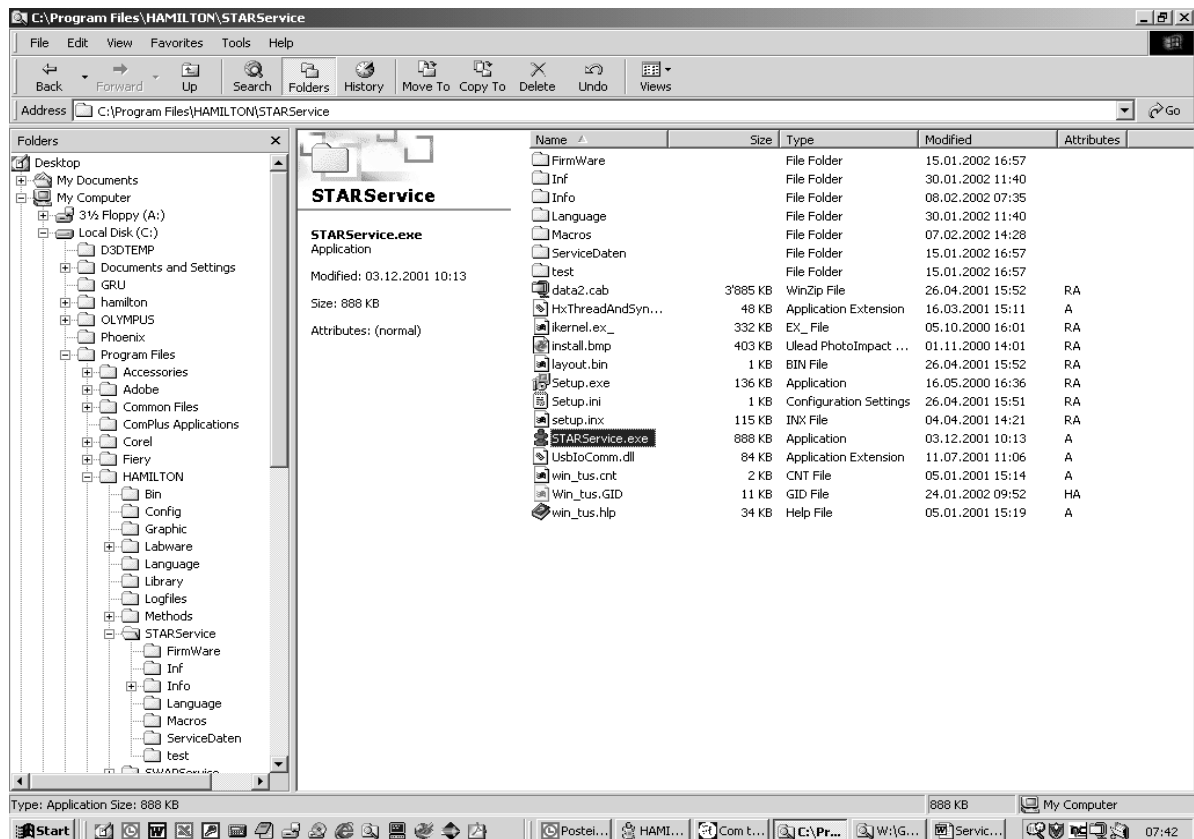 C:\Program Files\HAMILTON\STARService
File Edit View Favorites Tools Help
Back Forward Up Search Folders History Move To Copy To Delete Undo Views
Address C:\Program Files\HAMILTON\STARService Go
Folders
Desktop
My Documents
My Computer
3½ Floppy (A:)
Local Disk (C:)
D3DTEMP
Documents and Settings
GRU
hamilton
OLYMPUS
Phoenix
Program Files
Accessories
Adobe
Common Files
ComPlus Applications
Corel
Fiery
HAMILTON
Bin
Config
Graphic
Labware
Language
Library
Logfiles
Methods
STARService
FirmWare
Inf
Info
Language
Macros
ServiceDaten
test
STARService
STARService.exe
Application
Modified: 03.12.2001 10:13
Size: 888 KB
Attributes: (normal)
Name Size Type Modified Attributes
FirmWare File Folder 15.01.2002 16:57
Inf File Folder 30.01.2002 11:40
Info File Folder 08.02.2002 07:35
Language File Folder 30.01.2002 11:40
Macros File Folder 07.02.2002 14:28
ServiceDaten File Folder 15.01.2002 16:57
test File Folder 15.01.2002 16:57
data2.cab 3'885 KB WinZip File 26.04.2001 15:52 RA
HxThreadAndSyn... 48 KB Application Extension 16.03.2001 15:11 A
ikernel.ex_ 332 KB EX_ File 05.10.2000 16:01 RA
install.bmp 403 KB Ulead PhotoImpact ... 01.11.2000 14:01 RA
layout.bin 1 KB BIN File 26.04.2001 15:52 RA
Setup.exe 136 KB Application 16.05.2000 16:36 RA
Setup.ini 1 KB Configuration Settings 26.04.2001 15:51 RA
setup.inx 115 KB INX File 04.04.2001 14:21 RA
STARService.exe 888 KB Application 03.12.2001 10:13 A
UsbIoComm.dll 84 KB Application Extension 11.07.2001 11:06 A
win_tus.cnt 2 KB CNT File 05.01.2001 15:14 A
Win_tus.GID 11 KB GID File 24.01.2002 09:52 HA
win_tus.hlp 34 KB Help File 05.01.2001 15:19 A
Type: Application Size: 888 KB 888 KB My Computer
Start Postei... HAMI... Com t... C:\Pr... W:\G... Servic... 07:42